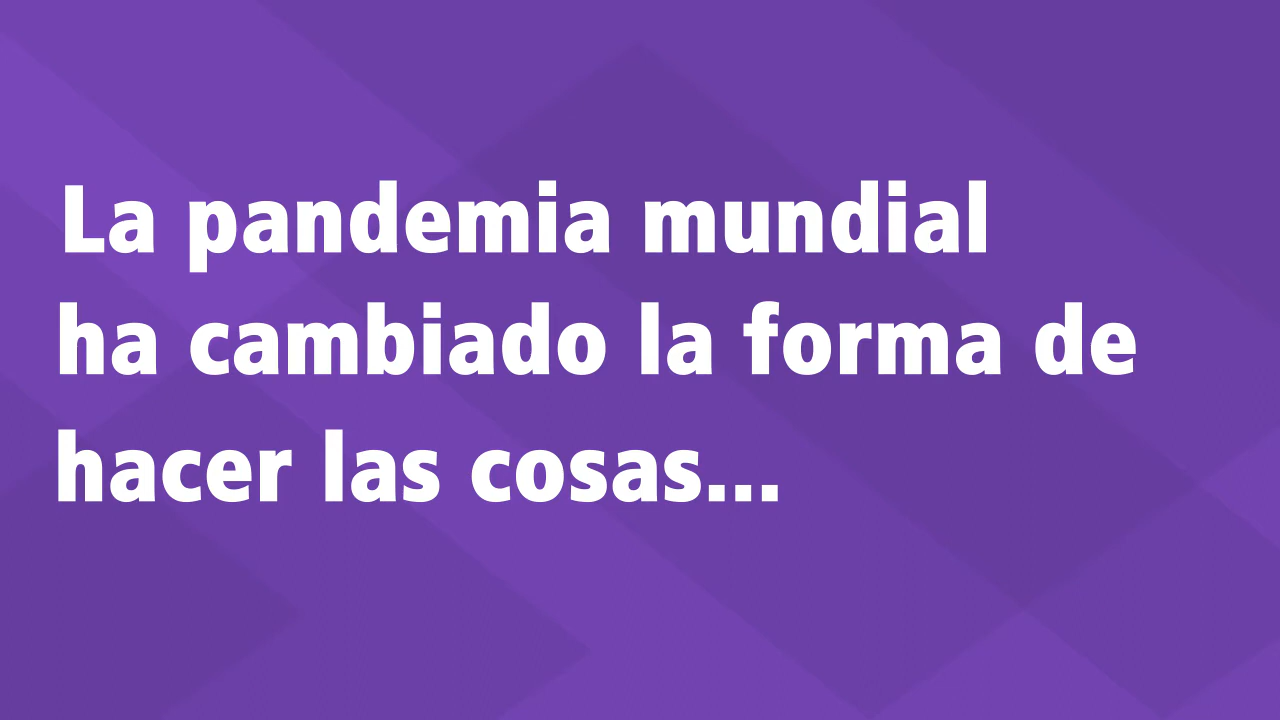 La pandemia mundial
ha cambiado la forma de
hacer las cosas...